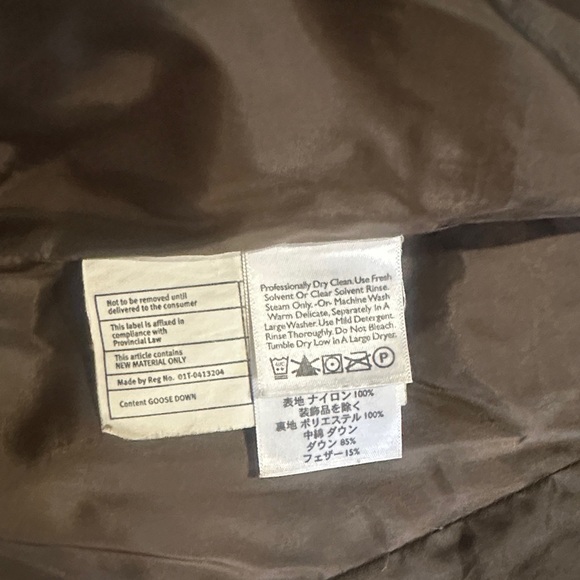 Not to be removed until
delivered to the consumer
This label is affixed in
compliance with
Provincial Law
This article contains
NEW MATERIAL ONLY
Made by Reg No. 01T-0413204
Content GOOSE DOWN
Professionally Dry Clean. Use Fresh
Solvent Or Clear Solvent Rinse.
Steam Only. -Or- Machine Wash
Warm Delicate, Separately In A
Large Washer. Use Mild Detergent.
Rinse Thoroughly. Do Not Bleach.
Tumble Dry Low In A Large Dryer.
P
表地 ナイロン 100%
装飾品を除く
裏地 ポリエステル 100%
中綿 ダウン
ダウン 85%
フェザー 15%